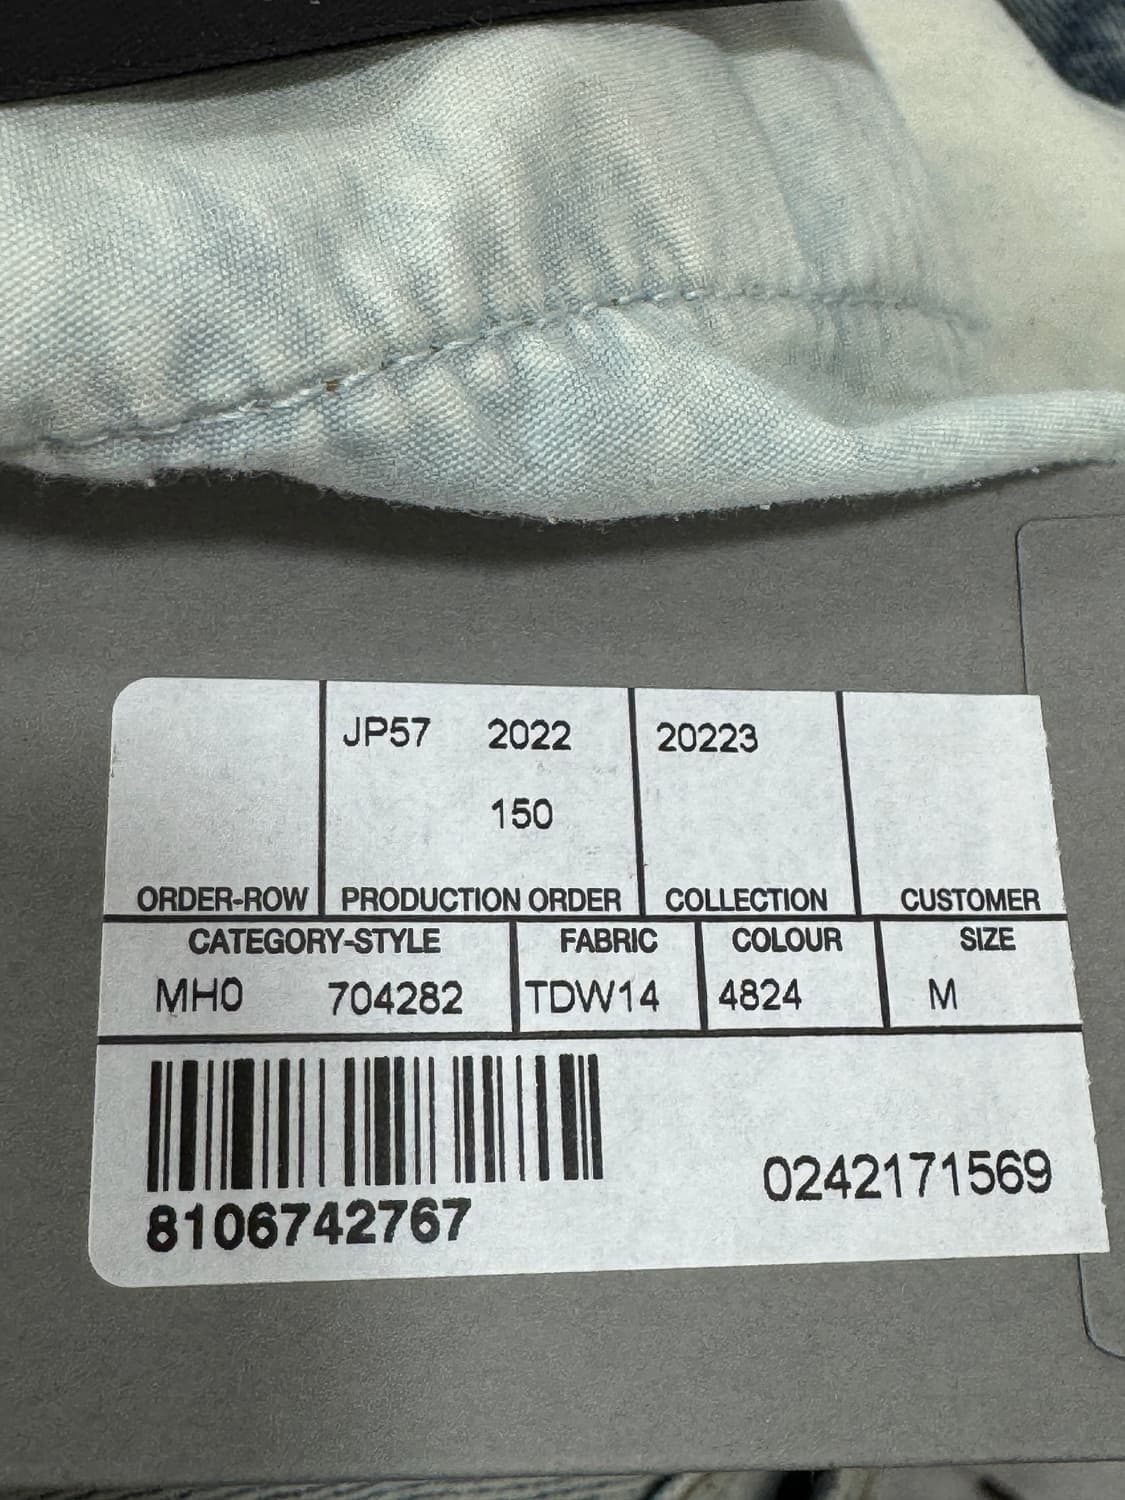 JP57 2022 20223
150
ORDER-ROW PRODUCTION ORDER COLLECTION CUSTOMER
CATEGORY-STYLE FABRIC COLOUR SIZE
MH0 704282 TDW14 4824 M
8106742767 0242171569